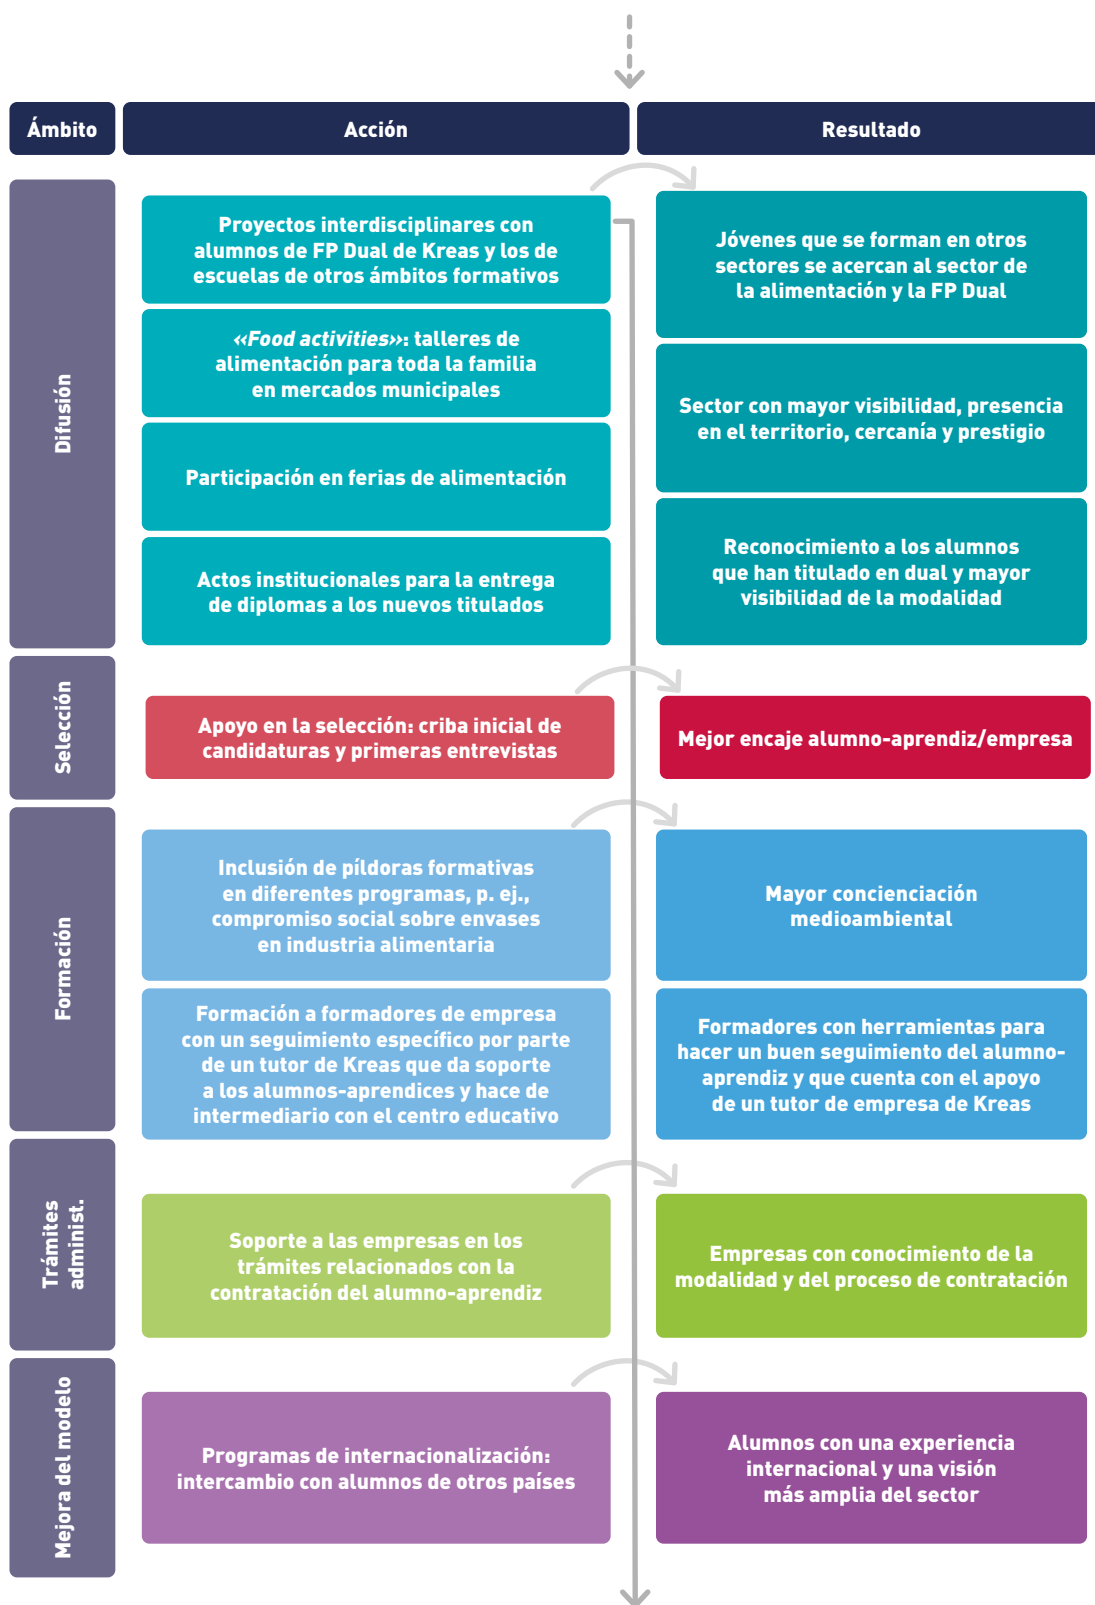 Ámbito
Acción
Resultado
Difusión
Proyectos interdisciplinares con
alumnos de FP Dual de Kreas y los de
escuelas de otros ámbitos formativos
«Food activities»: talleres de
alimentación para toda la familia
en mercados municipales
Participación en ferias de alimentación
Actos institucionales para la entrega
de diplomas a los nuevos titulados
Jóvenes que se forman en otros
sectores se acercan al sector de
la alimentación y la FP Dual
Sector con mayor visibilidad, presencia
en el territorio, cercanía y prestigio
Reconocimiento a los alumnos
que han titulado en dual y mayor
visibilidad de la modalidad
Selección
Apoyo en la selección: criba inicial de
candidaturas y primeras entrevistas
Mejor encaje alumno-aprendiz/empresa
Formación
Inclusión de píldoras formativas
en diferentes programas, p. ej.,
compromiso social sobre envases
en industria alimentaria
Mayor concienciación
medioambiental
Formación a formadores de empresa
con un seguimiento específico por parte
de un tutor de Kreas que da soporte
a los alumnos-aprendices y hace de
intermediario con el centro educativo
Formadores con herramientas para
hacer un buen seguimiento del alumno-
aprendiz y que cuenta con el apoyo
de un tutor de empresa de Kreas
Trámites
administ.
Soporte a las empresas en los
trámites relacionados con la
contratación del alumno-aprendiz
Empresas con conocimiento de la
modalidad y del proceso de contratación
Mejora del modelo
Programas de internacionalización:
intercambio con alumnos de otros países
Alumnos con una experiencia
internacional y una visión
más amplia del sector